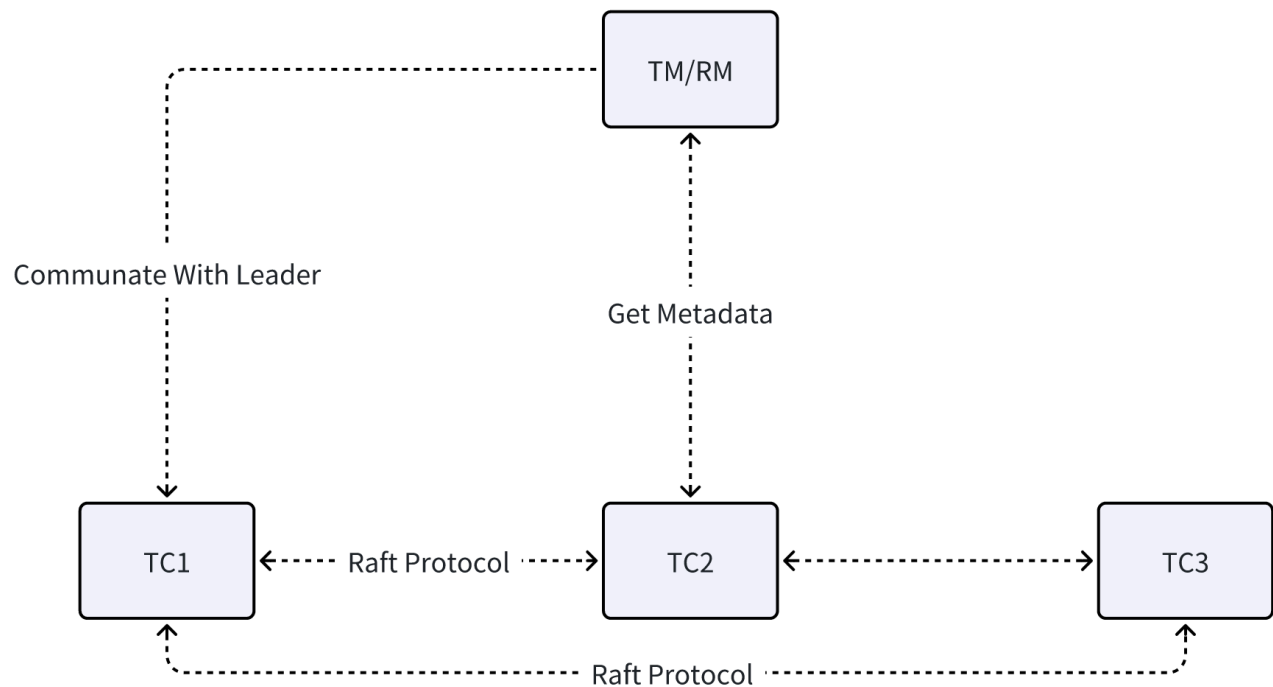 TM/RM
Communate With Leader
Get Metadata
TC1
Raft Protocol
TC2
TC3
Raft Protocol